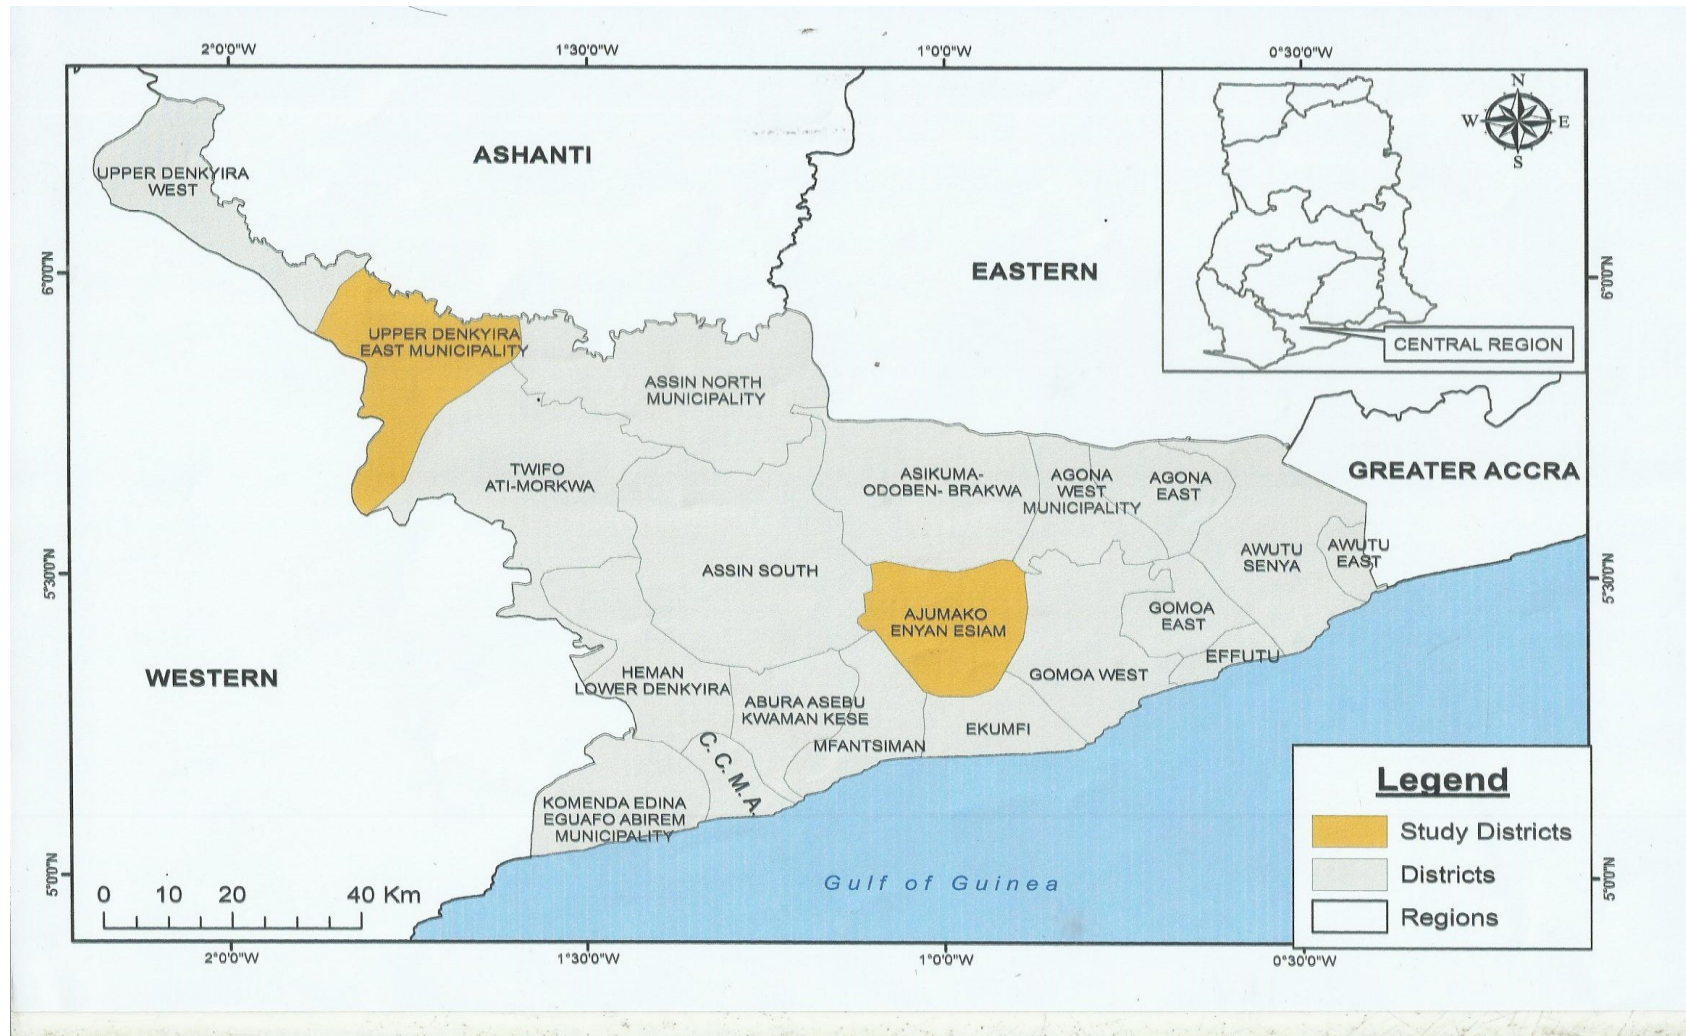 2°0'0"W
1°30'0"W
1°0'0"W
0°30'0"W
N
W
E
S
ASHANTI
UPPER DENKYIRA
WEST
EASTERN
6°0'0"N
6°0'0"N
CENTRAL REGION
UPPER DENKYIRA
EAST MUNICIPALITY
ASSIN NORTH
MUNICIPALITY
TWIFO
ATI-MORKWA
ASIKUMA-
ODOBEN- BRAKWA
AGONA
WEST
MUNICIPALITY
AGONA
EAST
GREATER ACCRA
AWUTU
SENYA
AWUTU
EAST
5°30'0"N
5°30'0"N
ASSIN SOUTH
AJUMAKO
ENYAN ESIAM
GOMOA
EAST
EFFUTU
WESTERN
HEMAN
LOWER DENKYIRA
GOMOA WEST
ABURA ASEBU
KWAMAN KESE
EKUMFI
MFANTSIMAN
C. C. M. A.
KOMENDA EDINA
EGUAFO ABIREM
MUNICIPALITY
Gulf of Guinea
5°0'0"N
5°0'0"N
0 10 20 40 Km
Legend
Study Districts
Districts
Regions
2°0'0"W
1°30'0"W
1°0'0"W
0°30'0"W